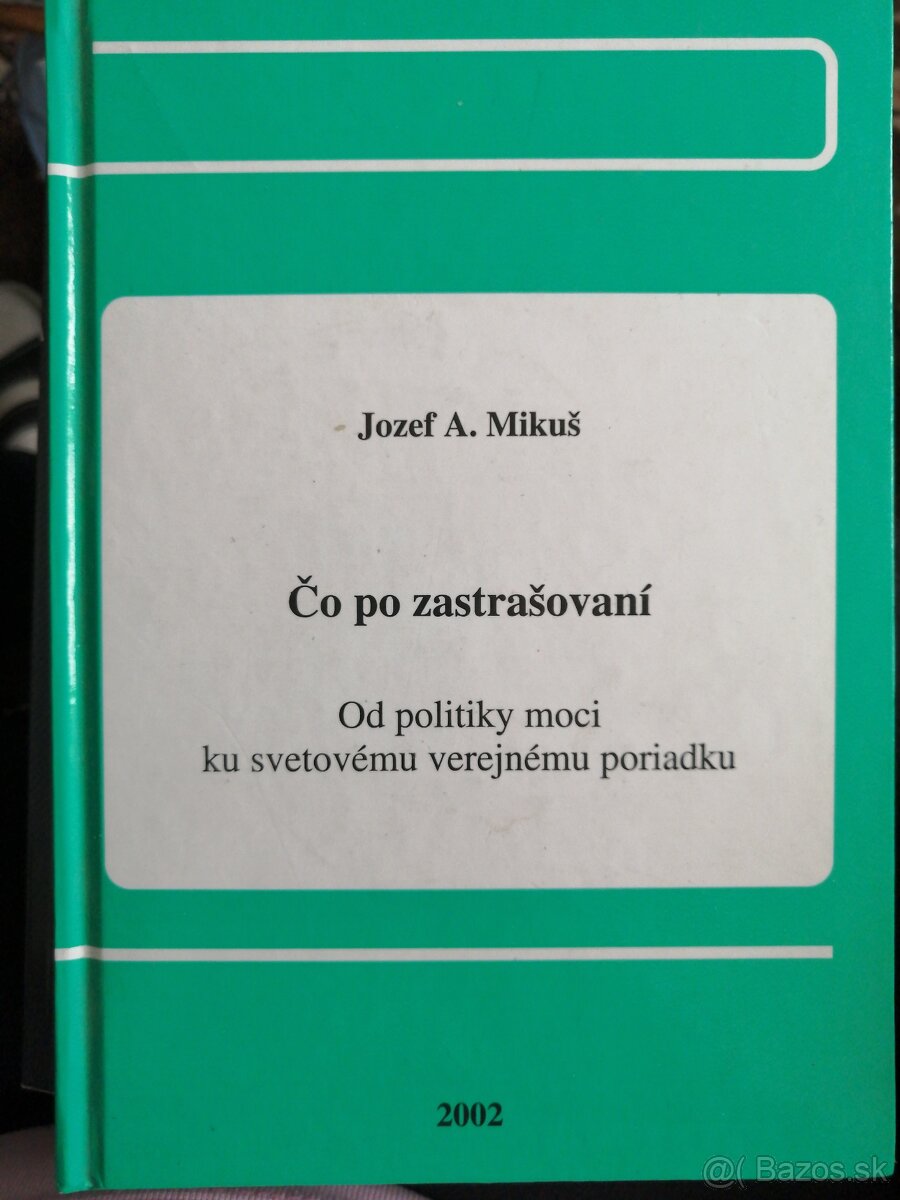 Jozef A. Mikuš
Čo po zastrašovaní
Od politiky moci
ku svetovému verejnému poriadku
2002
@( Bazos.sk